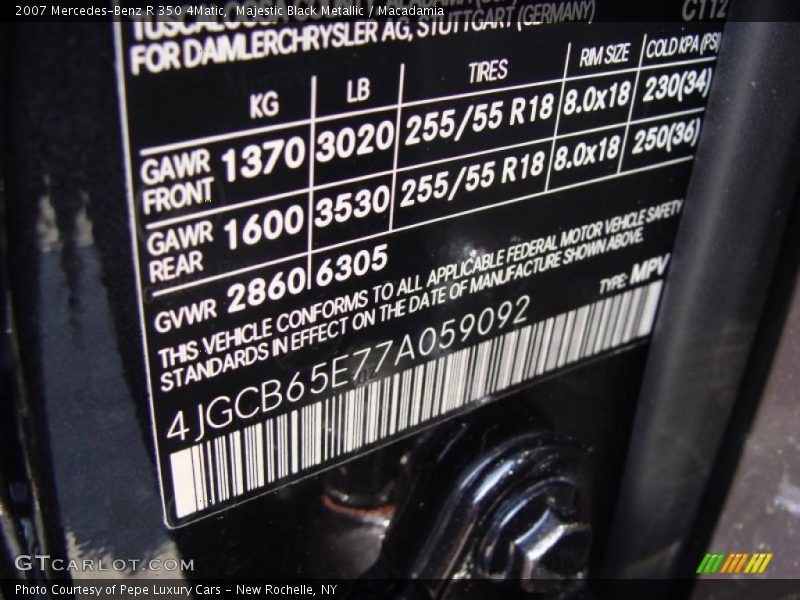 2007 Mercedes-Benz R 350 4Matic, Majestic Black Metallic / Macadamia
C112
FOR DAIMLERCHRYSLER AG, STUTTGART (GERMANY)
KG LB TIRES RIM SIZE COLD KPA (PSI)
GAWR FRONT 1370 3020 255/55 R18 8.0x18 230(34)
GAWR REAR 1600 3530 255/55 R18 8.0x18 250(36)
GVWR 2860 6305
THIS VEHICLE CONFORMS TO ALL APPLICABLE FEDERAL MOTOR VEHICLE SAFETY
STANDARDS IN EFFECT ON THE DATE OF MANUFACTURE SHOWN ABOVE.
TYPE: MPV
4JGCB65E77A059092
GTCARLOT.COM
Photo Courtesy of Pepe Luxury Cars - New Rochelle, NY